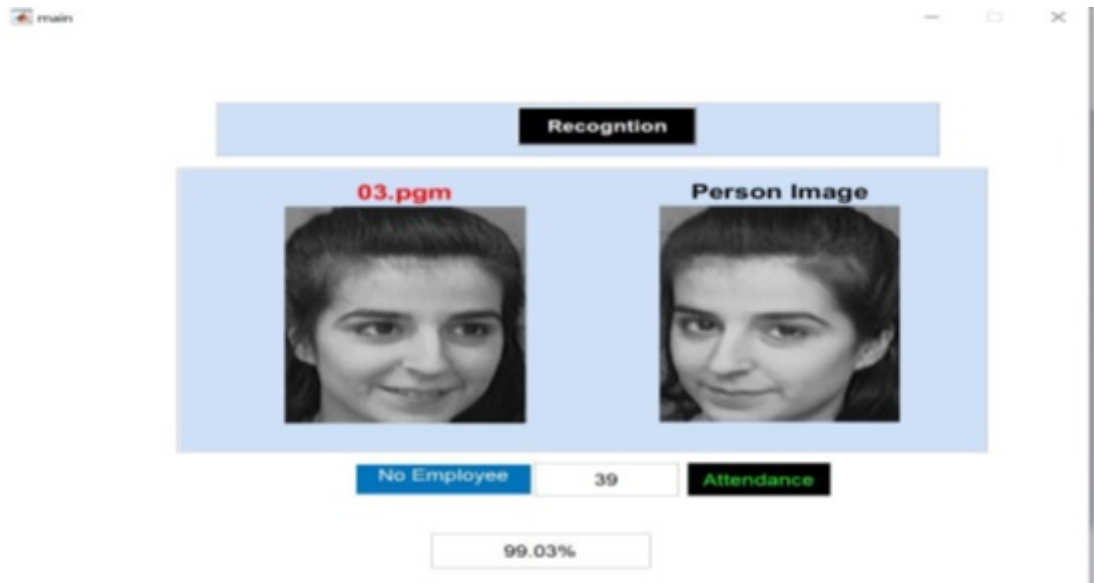 main
Recogntion
03.pgm Person Image
No Employee 39 Attendance
99.03%